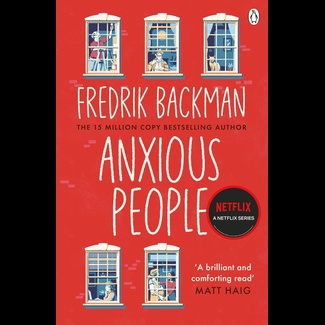 FREDRIK BACKMAN
THE 15 MILLION COPY BESTSELLING AUTHOR
ANXIOUS
PEOPLE
NETFLIX
A NETFLIX SERIES
‘A brilliant and
comforting read’
MATT HAIG